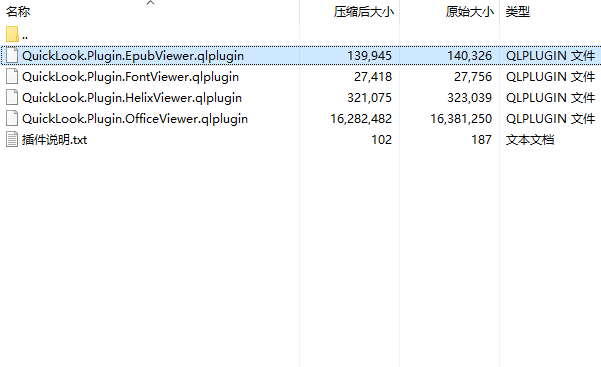 名称 压缩后大小 原始大小 类型
..
QuickLook.Plugin.EpubViewer.qlplugin 139,945 140,326 QLPLUGIN 文件
QuickLook.Plugin.FontViewer.qlplugin 27,418 27,756 QLPLUGIN 文件
QuickLook.Plugin.HelixViewer.qlplugin 321,075 323,039 QLPLUGIN 文件
QuickLook.Plugin.OfficeViewer.qlplugin 16,282,482 16,381,250 QLPLUGIN 文件
插件说明.txt 102 187 文本文档